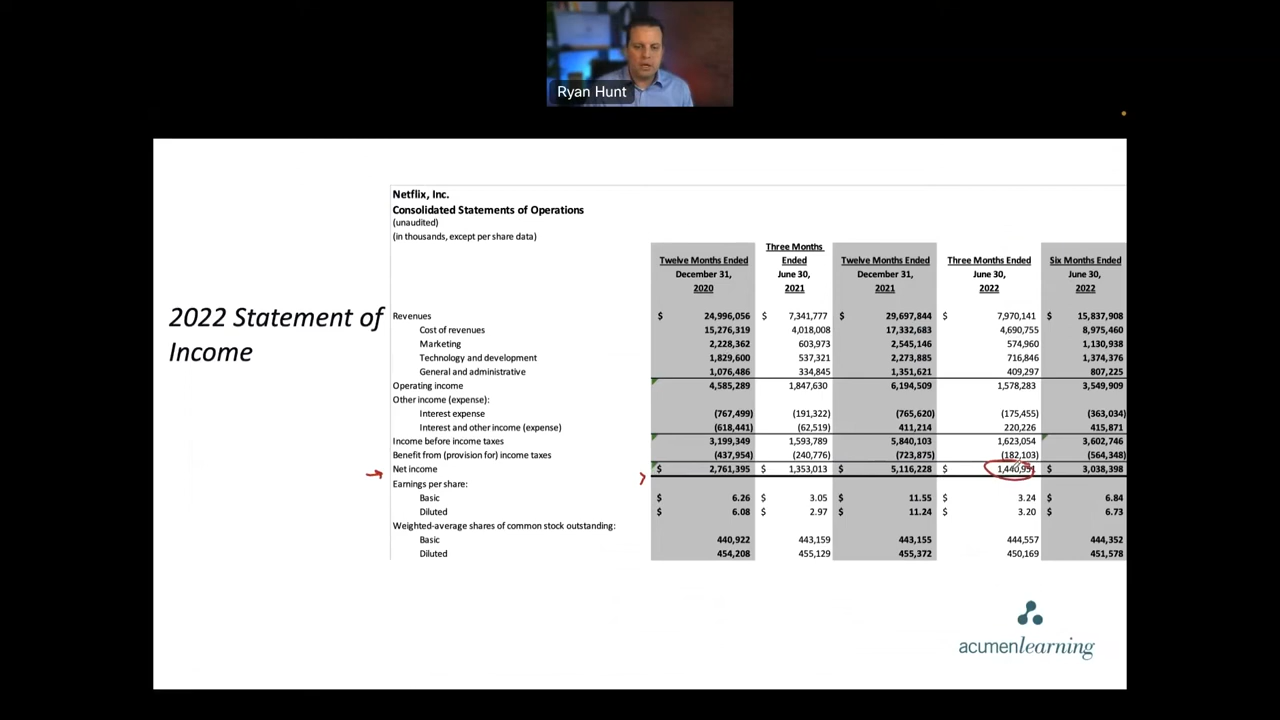 Ryan Hunt
2022 Statement of
Income
Netflix, Inc.
Consolidated Statements of Operations
(unaudited)
(in thousands, except per share data)
Twelve Months Ended December 31, 2020 Three Months Ended June 30, 2021 Twelve Months Ended December 31, 2021 Three Months Ended June 30, 2022 Six Months Ended June 30, 2022
Revenues $ 24,996,056 $ 7,341,777 $ 29,697,844 $ 7,970,141 $ 15,837,908
Cost of revenues 15,276,319 4,018,008 17,332,683 4,690,755 8,975,460
Marketing 2,228,362 603,973 2,545,146 574,960 1,130,938
Technology and development 1,829,600 537,321 2,273,885 716,846 1,374,376
General and administrative 1,076,486 334,845 1,351,621 409,297 807,225
Operating income 4,585,289 1,847,630 6,194,509 1,578,283 3,549,909
Other income (expense):
Interest expense (767,499) (191,322) (765,620) (175,455) (363,034)
Interest and other income (expense) (618,441) (62,519) 411,214 220,226 415,871
Income before income taxes 3,199,349 1,593,789 5,840,103 1,623,054 3,602,746
Benefit from (provision for) income taxes (437,954) (240,776) (723,875) (182,103) (564,348)
Net income $ 2,761,395 $ 1,353,013 $ 5,116,228 $ 1,440,951 $ 3,038,398
Earnings per share:
Basic $ 6.26 $ 3.05 $ 11.55 $ 3.24 $ 6.84
Diluted $ 6.08 $ 2.97 $ 11.24 $ 3.20 $ 6.73
Weighted-average shares of common stock outstanding:
Basic 440,922 443,159 443,155 444,557 444,352
Diluted 454,208 455,129 455,372 450,169 451,578
acumenlearning